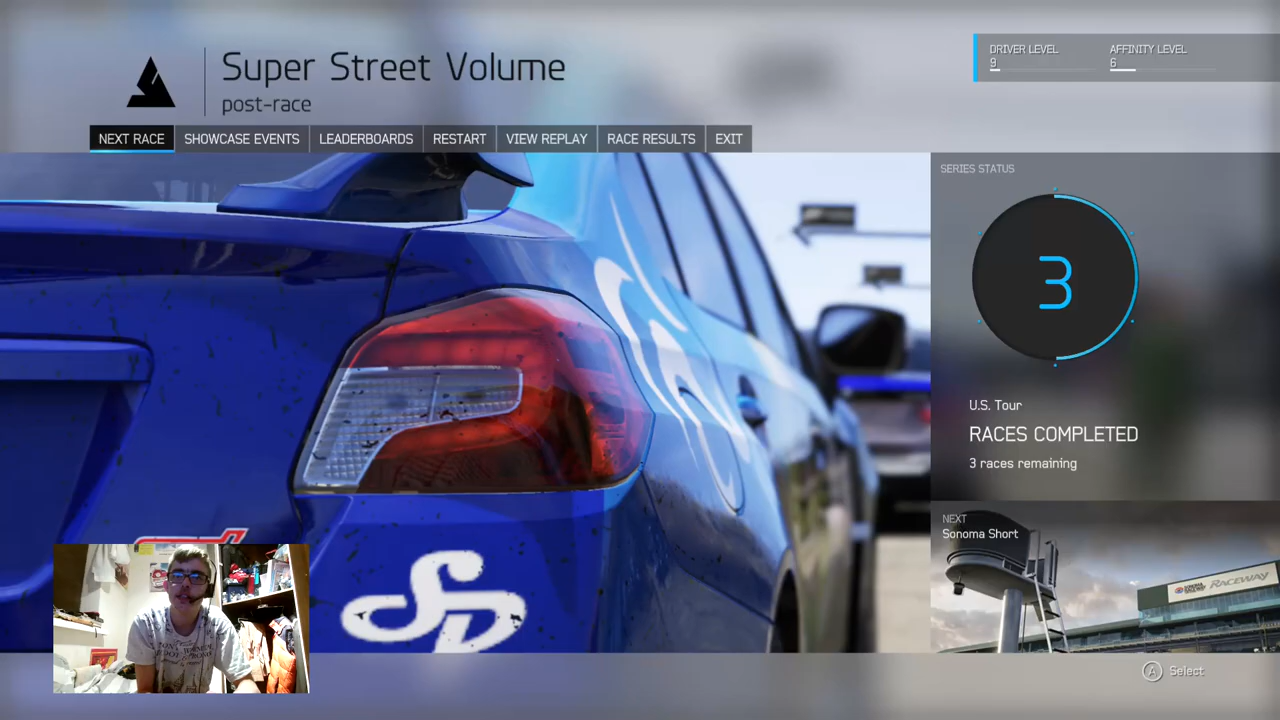 Super Street Volume
post-race
DRIVER LEVEL
9
AFFINITY LEVEL
6
NEXT RACE
SHOWCASE EVENTS
LEADERBOARDS
RESTART
VIEW REPLAY
RACE RESULTS
EXIT
SERIES STATUS
3
U.S. Tour
RACES COMPLETED
3 races remaining
NEXT
Sonoma Short
RACEWAY
SD
A Select